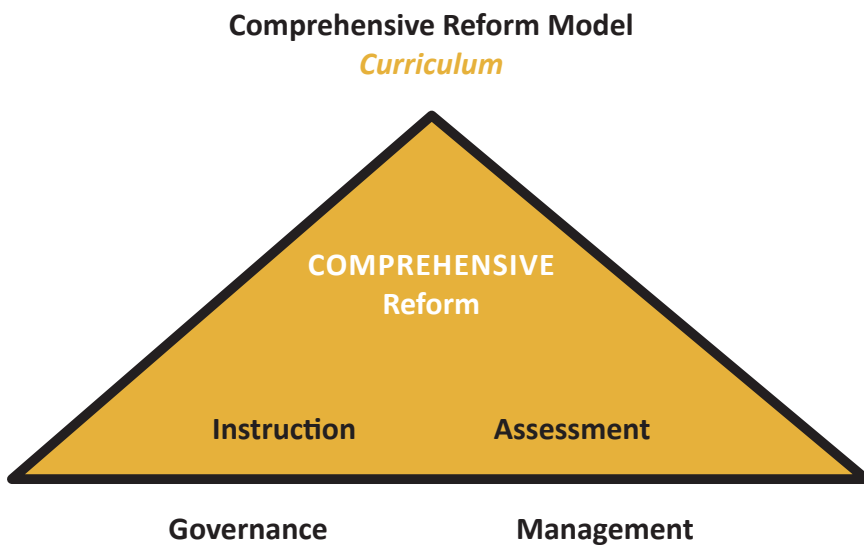 Comprehensive Reform Model
Curriculum
COMPREHENSIVE
Reform
Instruction Assessment
Governance Management